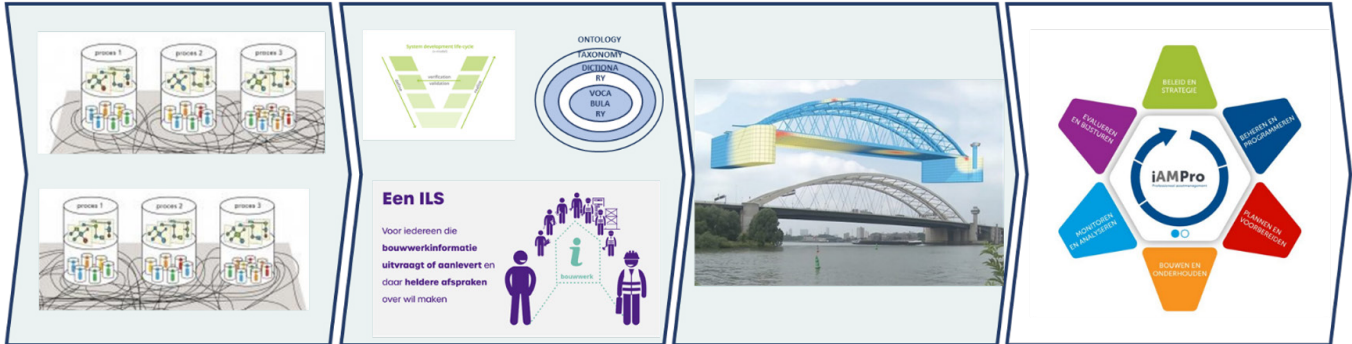 proces 1
proces 2
proces 3
proces 1
proces 2
proces 3
System development life cycle
verification
validation
ONTOLOGY
TAXONOMY
DICTIONA
RY
VOCA
BULA
RY
Een ILS
Voor iedereen die
bouwwerkinformatie
uitvraagt of aanlevert en
daar heldere afspraken
over wil maken
i
bouwwerk
BELEID EN
STRATEGIE
BEHEREN EN
PROGRAMMEREN
PLANNEN EN
VOORBEREIDEN
BOUWEN EN
ONDERHOUDEN
MONITOREN
EN ANALYSEREN
EVALUEREN
EN BIJSTUREN
iAMPro
Professioneel assetmanagement